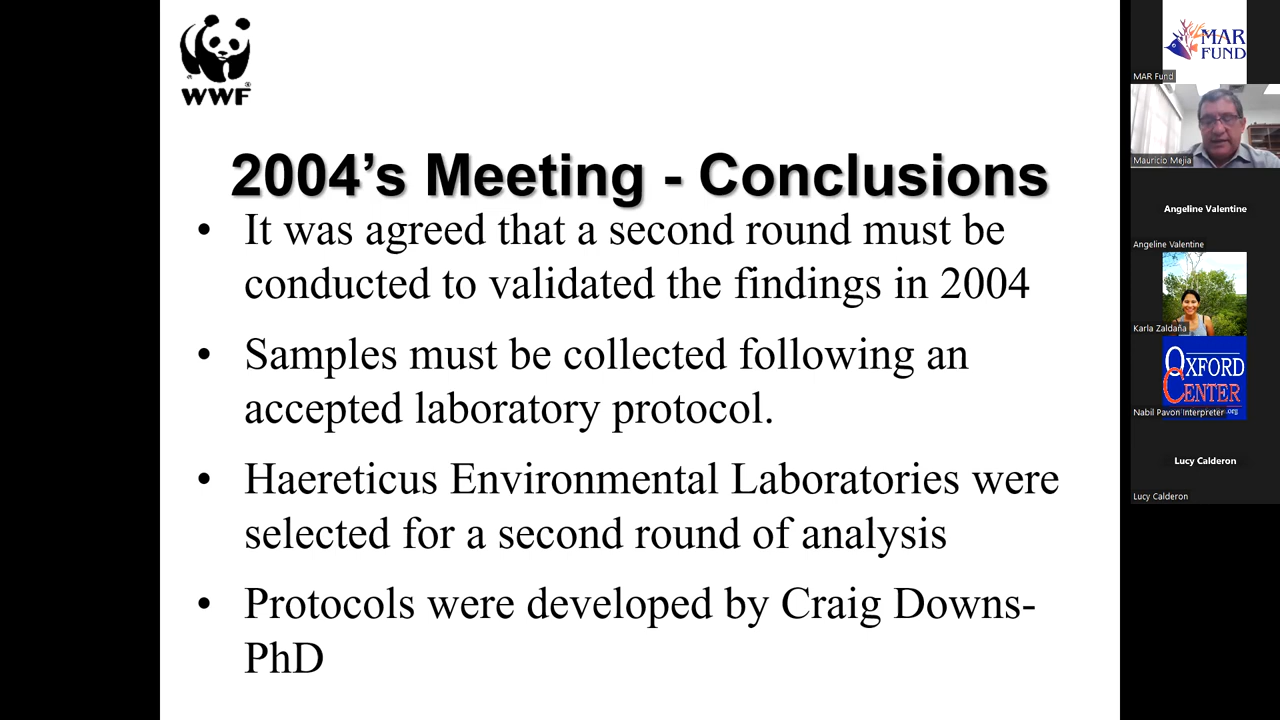 WWF
2004’s Meeting - Conclusions
• It was agreed that a second round must be
conducted to validated the findings in 2004
• Samples must be collected following an
accepted laboratory protocol.
• Haereticus Environmental Laboratories were
selected for a second round of analysis
• Protocols were developed by Craig Downs-
PhD
MAR
FUND
MAR Fund
Mauricio Mejia
Angeline Valentine
Angeline Valentine
Karla Zaldaña
OXFORD
CENTER
.org
Nabil Pavon Interpreter
Lucy Calderon
Lucy Calderon